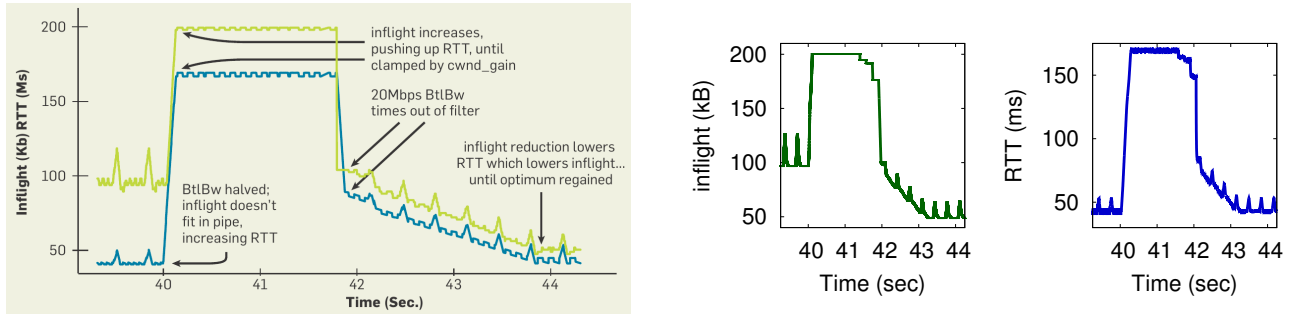 200
150
100
50
Inflight (Kb) RTT (Ms)
inflight increases,
pushing up RTT, until
clamped by cwnd_gain
20Mbps BtlBw
times out of filter
inflight reduction lowers
RTT which lowers inflight...
until optimum regained
BtlBw halved;
inflight doesn't
fit in pipe,
increasing RTT
40 41 42 43 44
Time (Sec.)
200
150
100
50
inflight (kB)
40 41 42 43 44
Time (sec)
150
100
50
RTT (ms)
40 41 42 43 44
Time (sec)